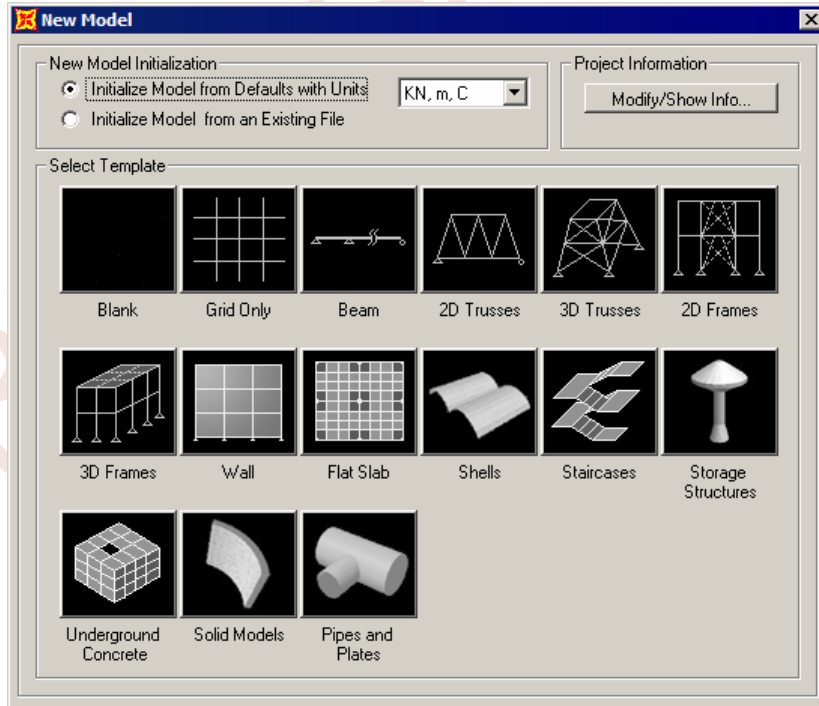 New Model
New Model Initialization
Initialize Model from Defaults with Units
KN, m, C
Initialize Model from an Existing File
Project Information
Modify/Show Info...
Select Template
Blank
Grid Only
Beam
2D Trusses
3D Trusses
2D Frames
3D Frames
Wall
Flat Slab
Shells
Staircases
Storage
Structures
Underground
Concrete
Solid Models
Pipes and
Plates